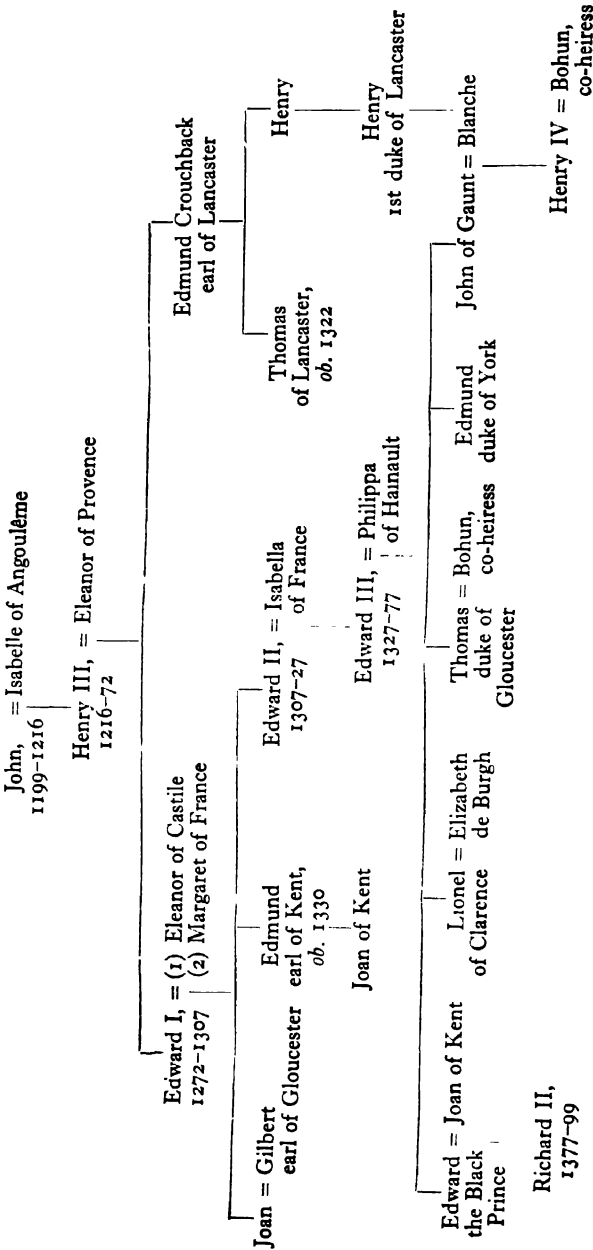 John, = Isabelle of Angoulême
1199–1216
Henry III, = Eleanor of Provence
1216–72
Edward I, = (1) Eleanor of Castile
1272–1307 (2) Margaret of France
Edmund Crouchback
earl of Lancaster
Joan = Gilbert
earl of Gloucester
Edmund
earl of Kent,
ob. 1330
Edward II, = Isabella
1307–27 of France
Thomas
of Lancaster,
ob. 1322
Henry
Joan of Kent
Edward III, = Philippa
1327–77 of Hainault
Henry
1st duke of Lancaster
Edward = Joan of Kent
the Black
Prince
Lionel = Elizabeth
of Clarence de Burgh
Thomas = Bohun,
duke of co-heiress
Gloucester
Edmund
duke of York
John of Gaunt = Blanche
Richard II,
1377–99
Henry IV = Bohun,
co-heiress